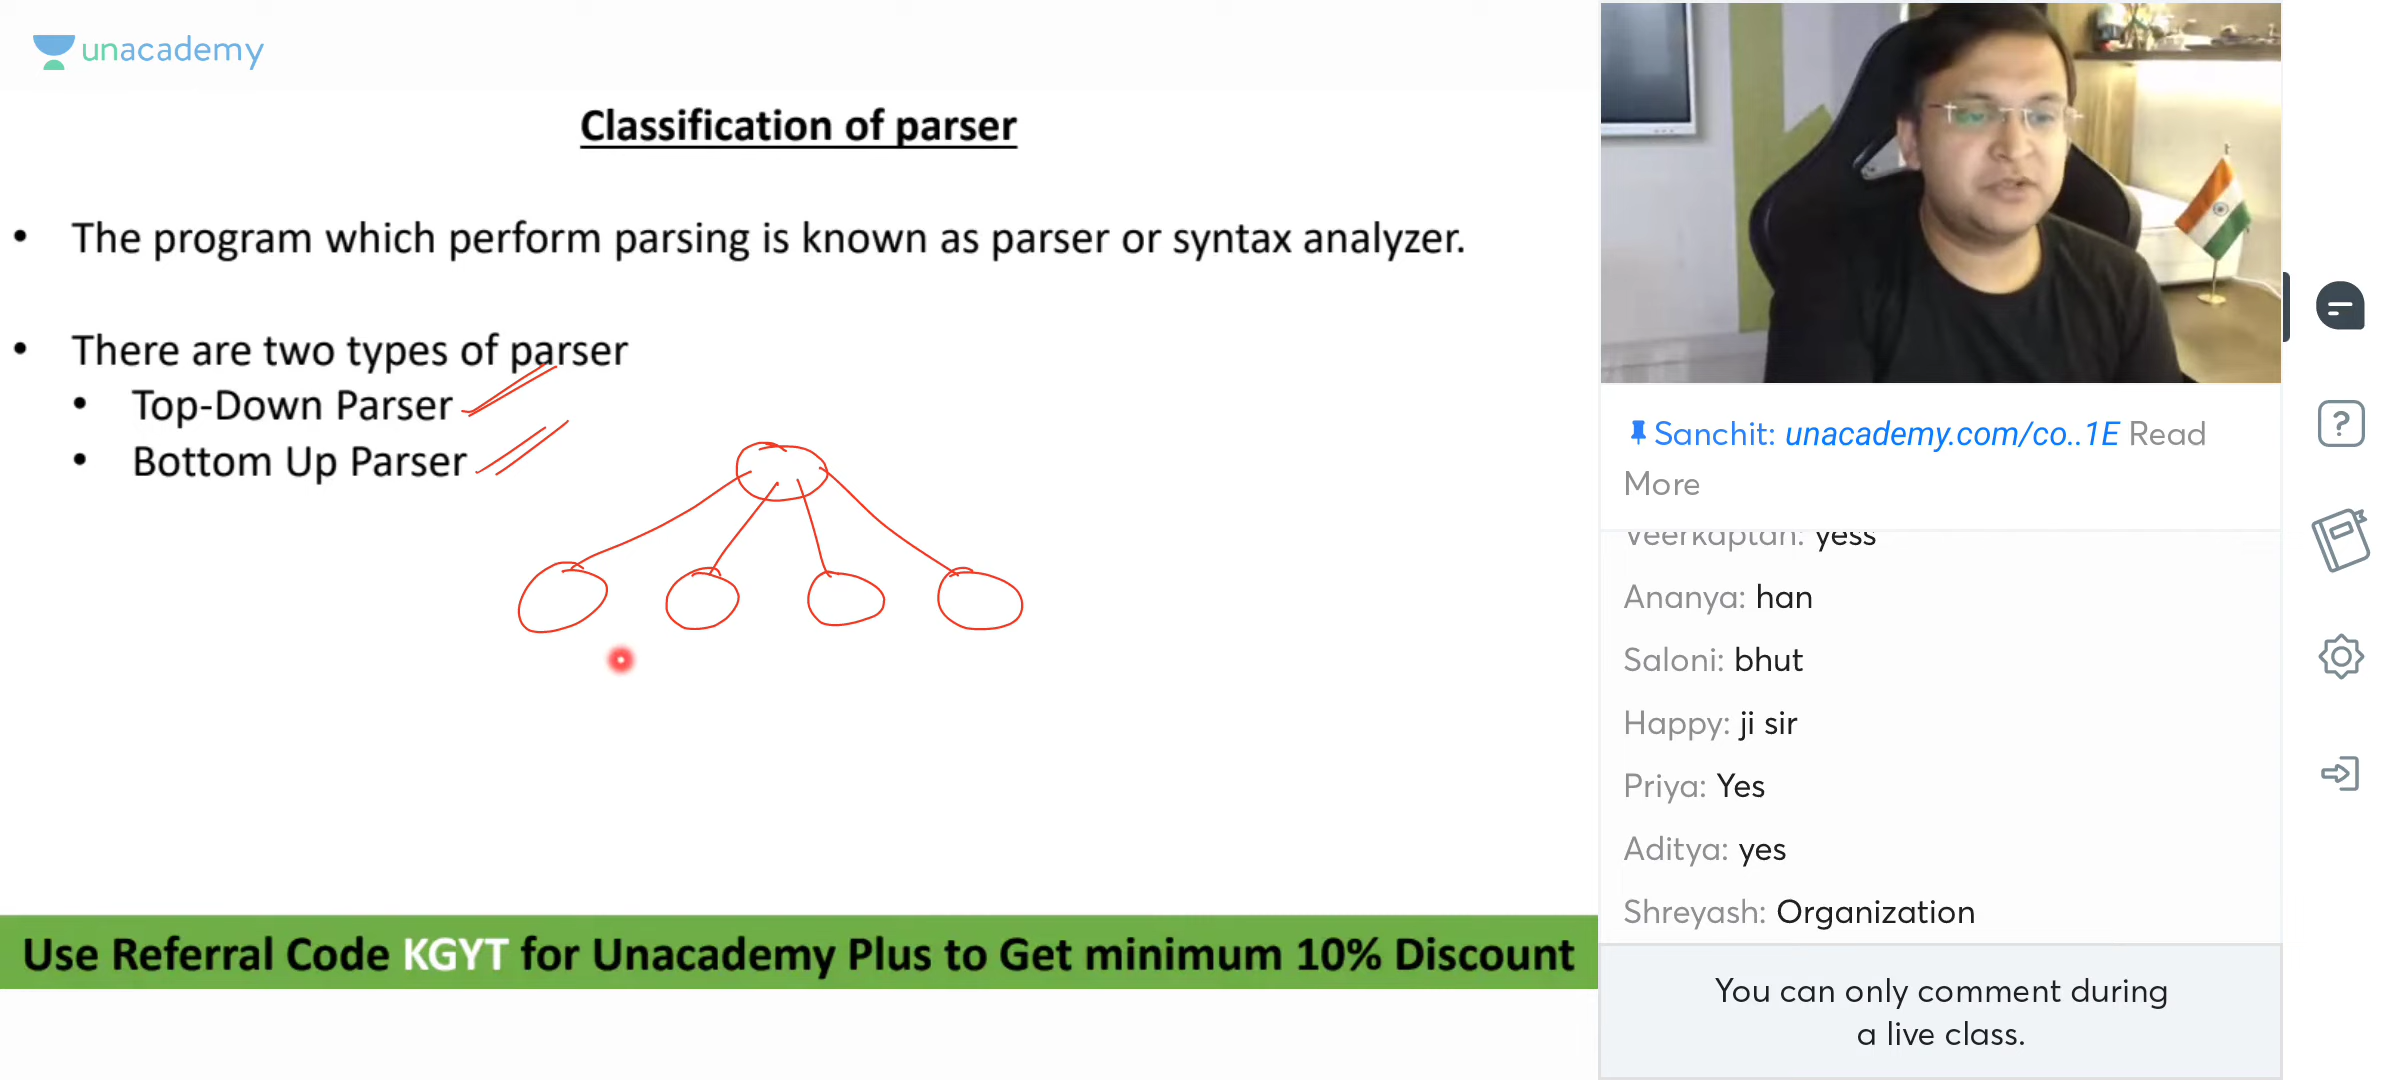 unacademy
Classification of parser
• The program which perform parsing is known as parser or syntax analyzer.
• There are two types of parser
• Top-Down Parser
• Bottom Up Parser
Use Referral Code KGYT for Unacademy Plus to Get minimum 10% Discount
Sanchit: unacademy.com/co..1E Read
More
Veerkaptan: yess
Ananya: han
Saloni: bhut
Happy: ji sir
Priya: Yes
Aditya: yes
Shreyash: Organization
You can only comment during
a live class.
?